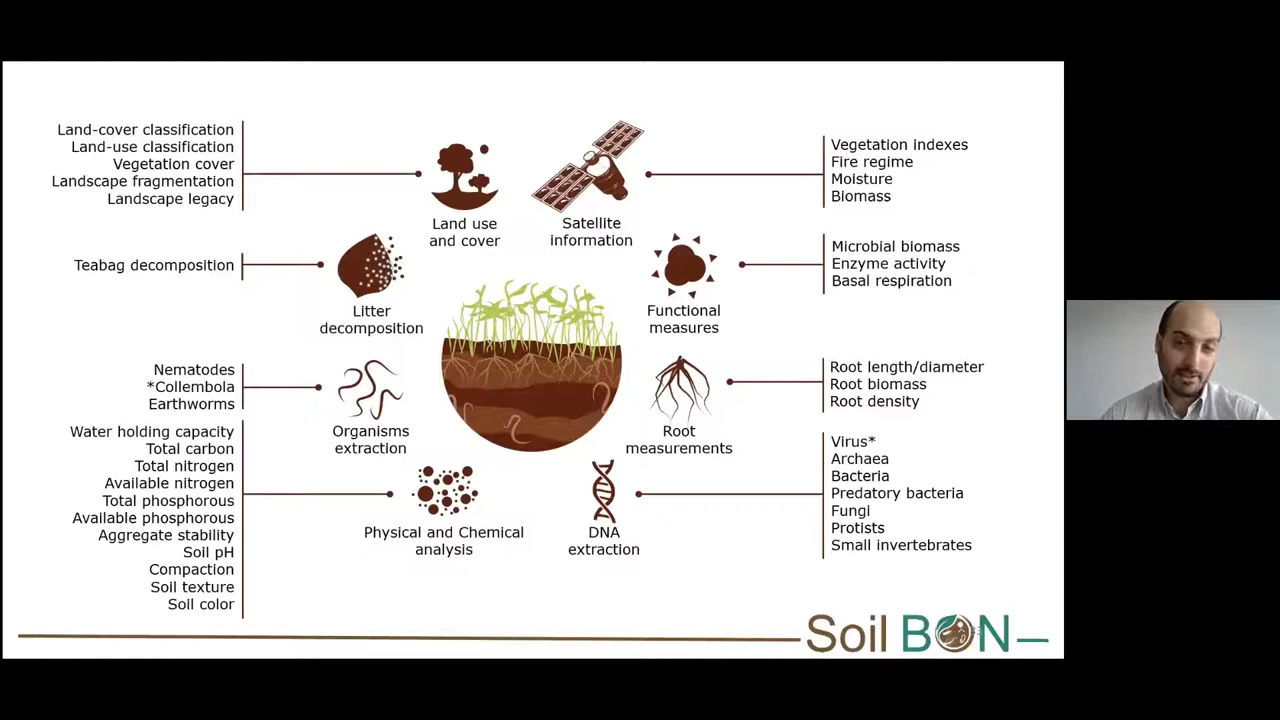 Land-cover classification
Land-use classification
Vegetation cover
Landscape fragmentation
Landscape legacy
Land use
and cover
Satellite
information
Vegetation indexes
Fire regime
Moisture
Biomass
Teabag decomposition
Litter
decomposition
Functional
measures
Microbial biomass
Enzyme activity
Basal respiration
Nematodes
*Collembola
Earthworms
Organisms
extraction
Root
measurements
Root length/diameter
Root biomass
Root density
Water holding capacity
Total carbon
Total nitrogen
Available nitrogen
Total phosphorous
Available phosphorous
Aggregate stability
Soil pH
Compaction
Soil texture
Soil color
Physical and Chemical
analysis
DNA
extraction
Virus*
Archaea
Bacteria
Predatory bacteria
Fungi
Protists
Small invertebrates
Soil BON